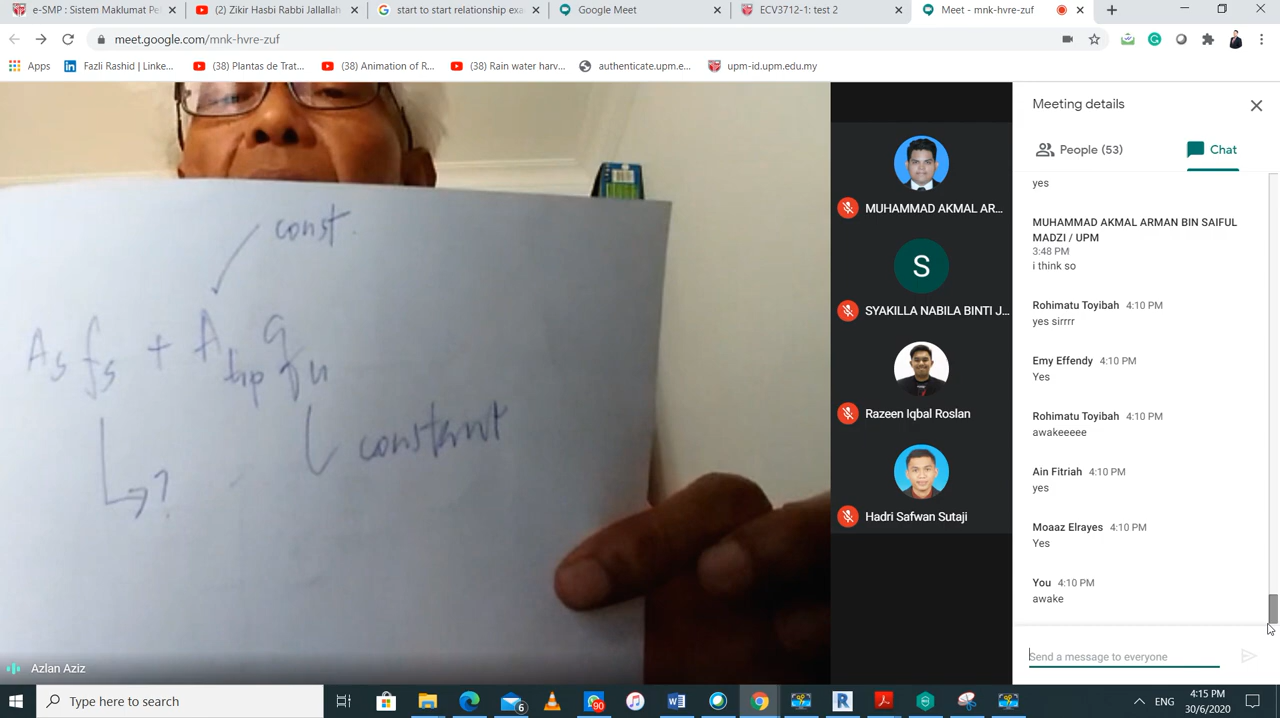 e-SMP : Sistem Maklumat Pel
(2) Zikir Hasbi Rabbi Jallallah
start to start relationship exa
Google Meet
ECV3712-1: test 2
Meet - mnk-hvre-zuf
meet.google.com/mnk-hvre-zuf
Apps
Fazli Rashid | Linke...
(38) Plantas de Trat...
(38) Animation of R...
(38) Rain water harv...
authenticate.upm.e...
upm-id.upm.edu.my
const.
As fs + Atip qu
constant
?
Azlan Aziz
MUHAMMAD AKMAL AR...
S
SYAKILLA NABILA BINTI J...
Razeen Iqbal Roslan
Hadri Safwan Sutaji
Meeting details
People (53)
Chat
yes
MUHAMMAD AKMAL ARMAN BIN SAIFUL
MADZI / UPM
3:48 PM
i think so
Rohimatu Toyibah 4:10 PM
yes sirrrr
Emy Effendy 4:10 PM
Yes
Rohimatu Toyibah 4:10 PM
awakeeeee
Ain Fitriah 4:10 PM
yes
Moaaz Elrayes 4:10 PM
Yes
You 4:10 PM
awake
Send a message to everyone
Type here to search
6
90
ENG
4:15 PM
30/6/2020